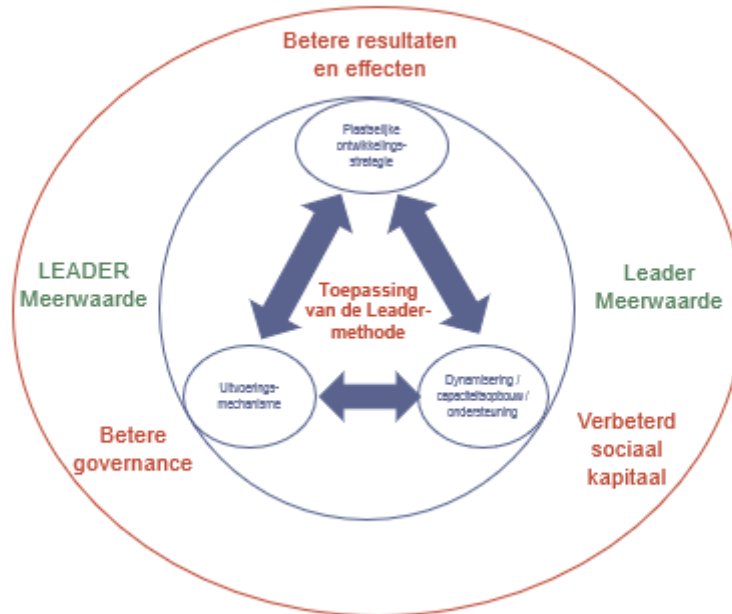 Betere resultaten
en effecten
Plaatselijke
ontwikkelings-
strategie
LEADER
Meerwaarde
Leader
Meerwaarde
Toepassing
van de Leader-
methode
Uitvoerings-
mechanisme
Dynamisering /
capaciteitsopbouw /
ondersteuning
Betere
governance
Verbeterd
sociaal
kapitaal